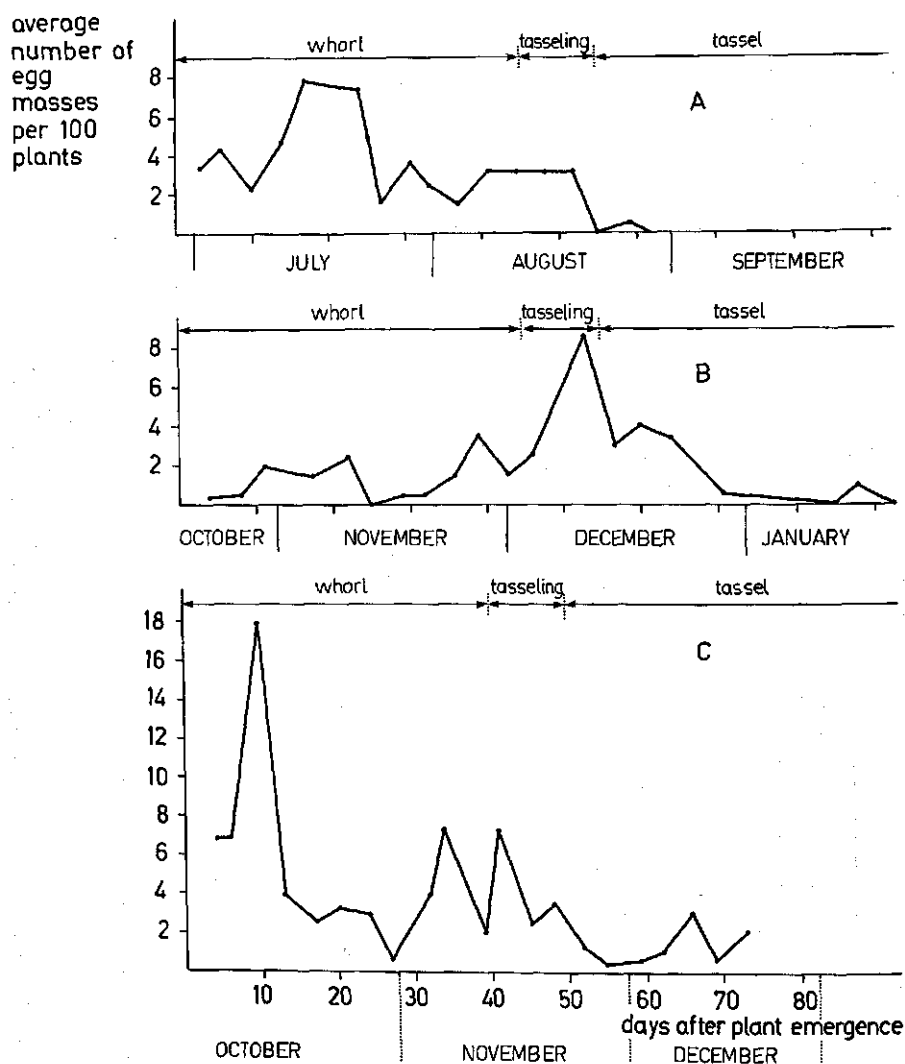 average
number of
egg
masses
per 100
plants
whorl tasseling tassel
A
8
6
4
2
JULY AUGUST SEPTEMBER
whorl tasseling tassel
B
8
6
4
2
OCTOBER NOVEMBER DECEMBER JANUARY
whorl tasseling tassel
C
18
16
14
12
10
8
6
4
2
10 20 30 40 50 60 70 80
days after plant emergence
OCTOBER NOVEMBER DECEMBER